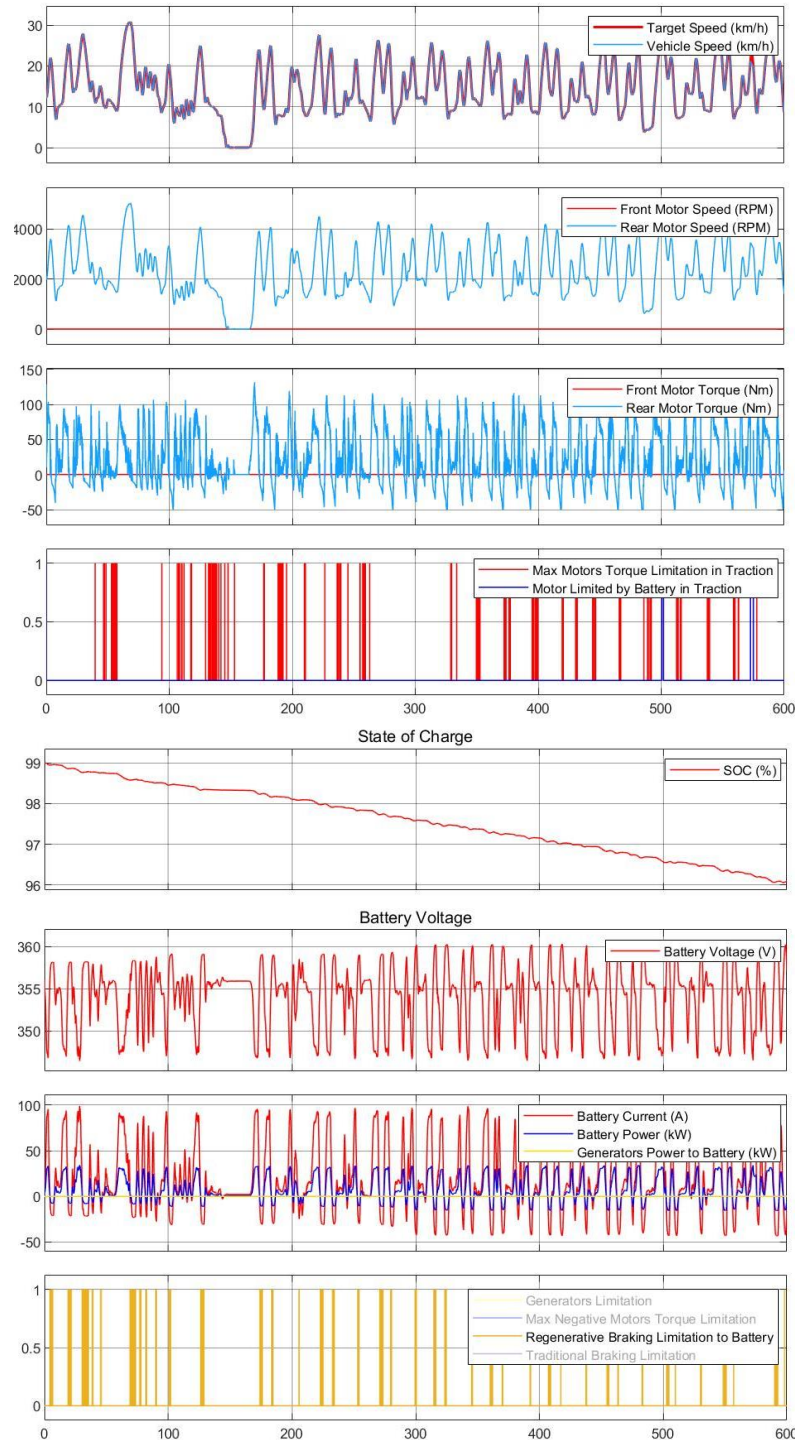 30
20
10
0
Target Speed (km/h)
Vehicle Speed (km/h)
4000
2000
0
Front Motor Speed (RPM)
Rear Motor Speed (RPM)
150
100
50
0
-50
Front Motor Torque (Nm)
Rear Motor Torque (Nm)
1
0.5
0
Max Motors Torque Limitation in Traction
Motor Limited by Battery in Traction
0 100 200 300 400 500 600
State of Charge
99
98
97
96
SOC (%)
Battery Voltage
360
355
350
Battery Voltage (V)
100
50
0
-50
Battery Current (A)
Battery Power (kW)
Generators Power to Battery (kW)
1
0.5
0
Generators Limitation
Max Negative Motors Torque Limitation
Regenerative Braking Limitation to Battery
Traditional Braking Limitation
0 100 200 300 400 500 600